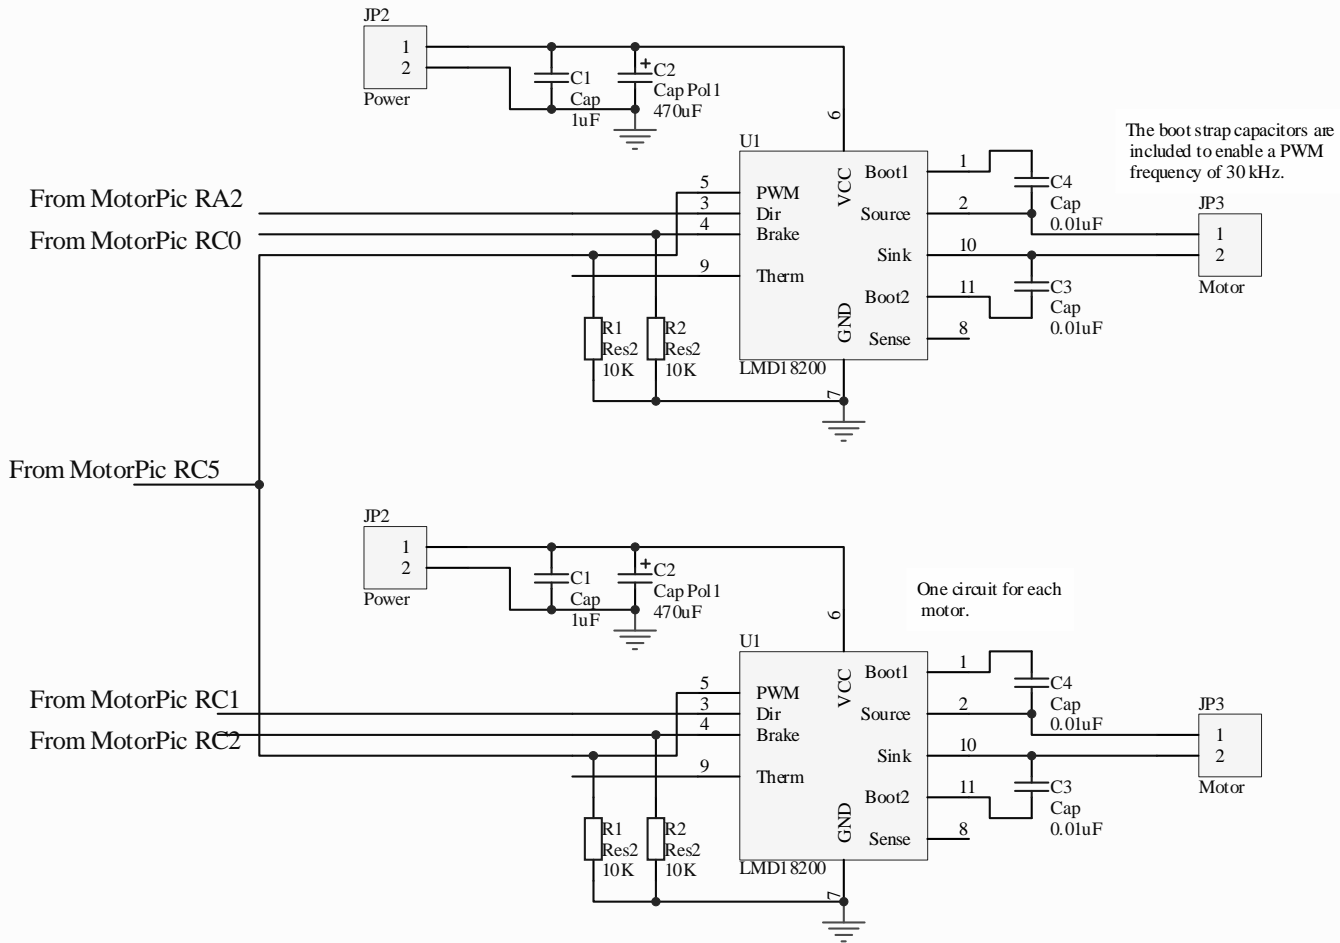 JP2
1
2
Power
C1
Cap
1uF
C2
Cap Pol1
470uF
6
U1
The boot strap capacitors are
included to enable a PWM
frequency of 30 kHz.
From MotorPic RA2
From MotorPic RC0
5
3
4
9
PWM
Dir
Brake
Therm
VCC
GND
Boot1
Source
Sink
Boot2
Sense
1
2
10
11
8
C4
Cap
0.01uF
C3
Cap
0.01uF
JP3
1
2
Motor
R1
Res2
10K
R2
Res2
10K
LMD18200
7
From MotorPic RC5
JP2
1
2
Power
C1
Cap
1uF
C2
Cap Pol1
470uF
6
U1
One circuit for each
motor.
From MotorPic RC1
From MotorPic RC2
5
3
4
9
PWM
Dir
Brake
Therm
VCC
GND
Boot1
Source
Sink
Boot2
Sense
1
2
10
11
8
C4
Cap
0.01uF
C3
Cap
0.01uF
JP3
1
2
Motor
R1
Res2
10K
R2
Res2
10K
LMD18200
7